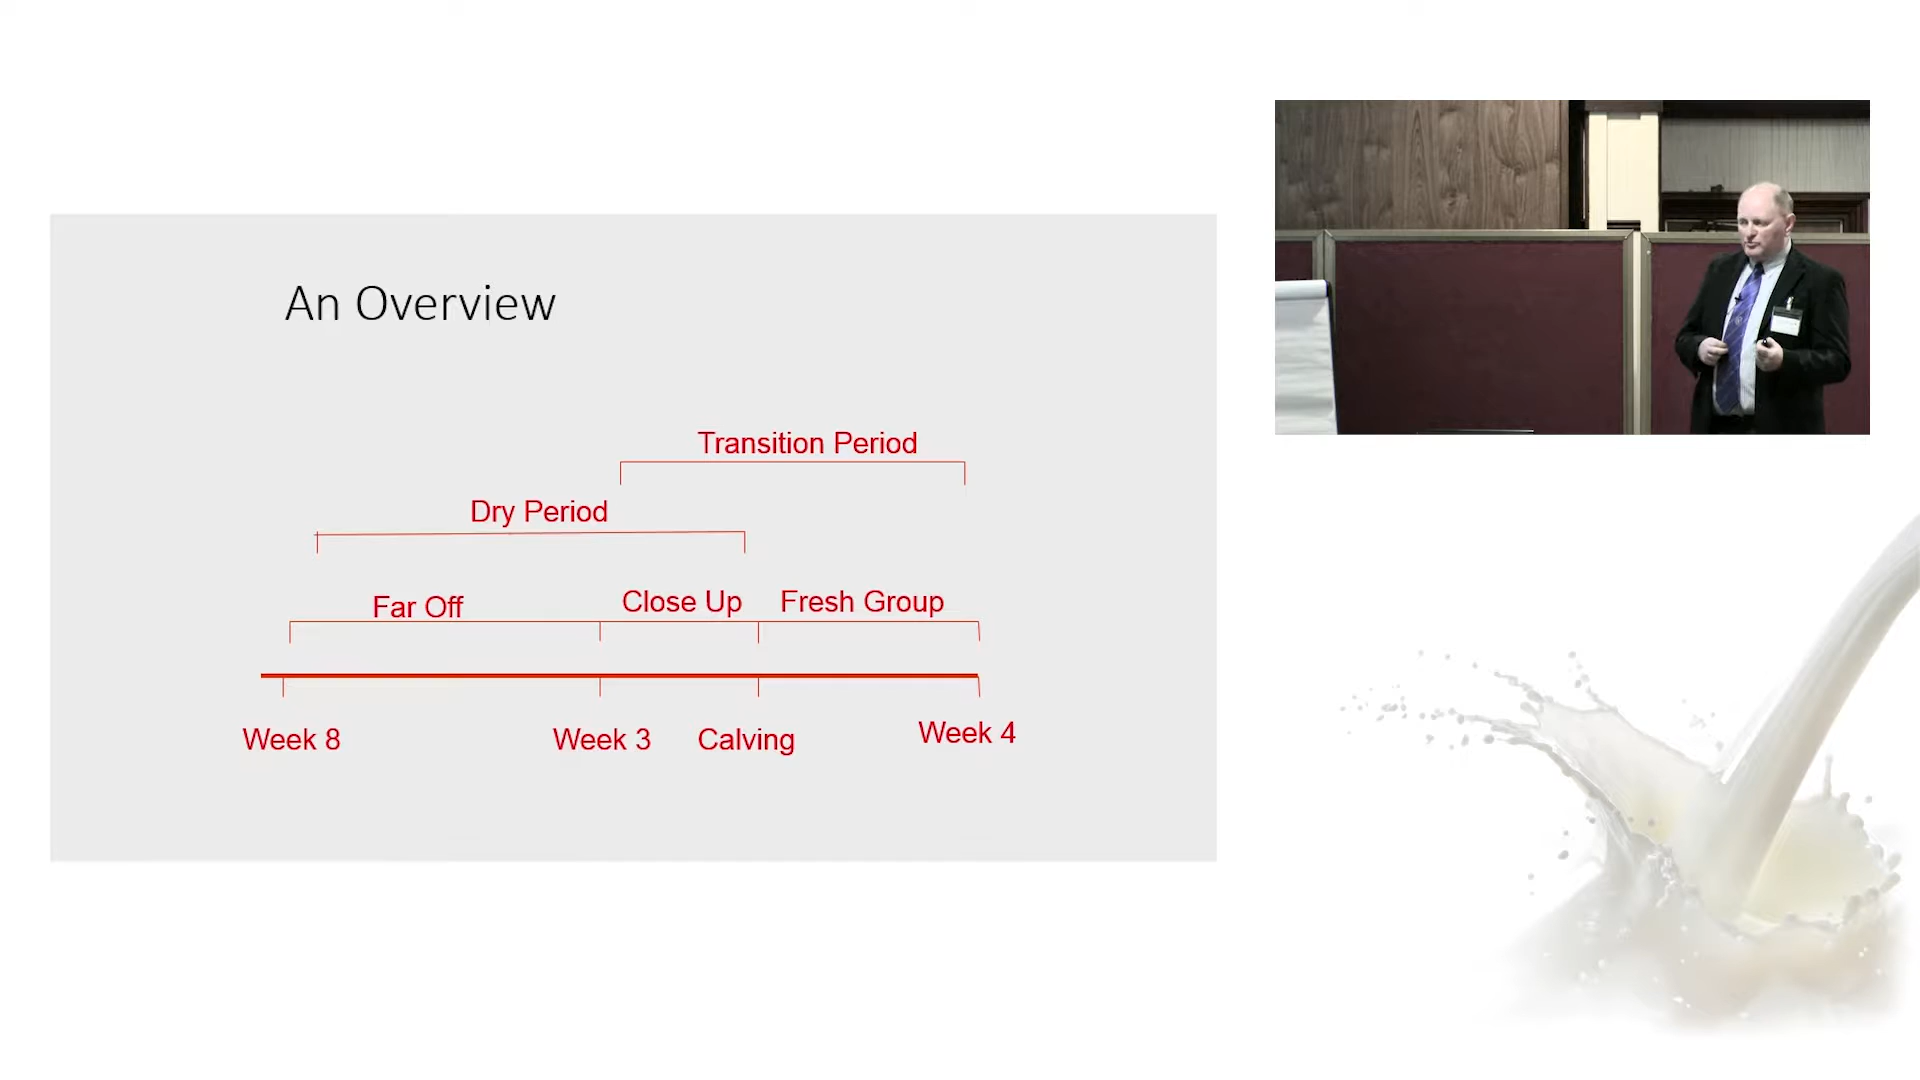 An Overview
Transition Period
Dry Period
Far Off
Close Up
Fresh Group
Week 8
Week 3
Calving
Week 4